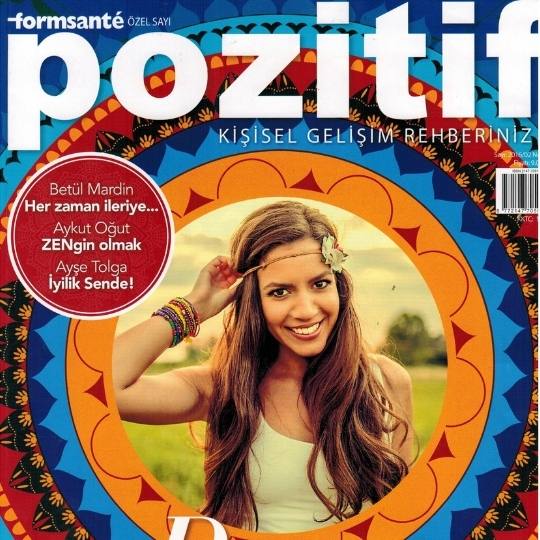 formsanté ÖZEL SAYI
pozitif
KİŞİSEL GELİŞİM REHBERİNİZ
Betül Mardin
Her zaman ileriye...
Aykut Oğut
ZENgin olmak
Ayşe Tolga
İyilik Sende!